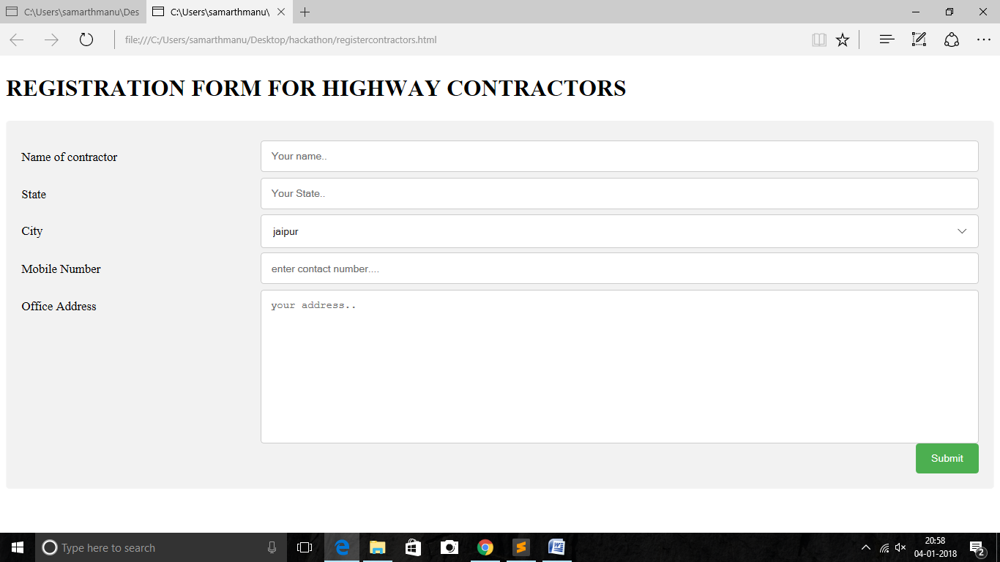 C:\Users\samarthmanu\Des
C:\Users\samarthmanu\
file:///C:/Users/samarthmanu/Desktop/hackathon/registercontractors.html
REGISTRATION FORM FOR HIGHWAY CONTRACTORS
Name of contractor
Your name..
State
Your State..
City
jaipur
Mobile Number
enter contact number....
Office Address
your address..
Submit
Type here to search
20:58
04-01-2018
2